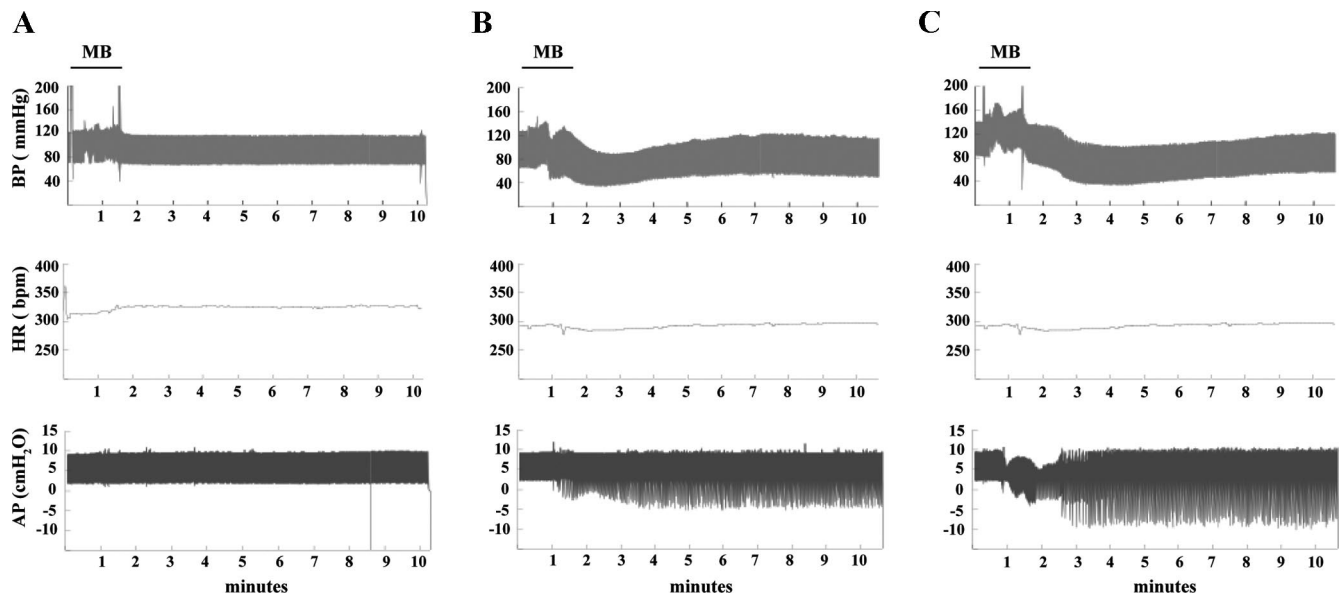 A B C
MB MB MB
BP ( mmHg)
200 200 200
160 160 160
120 120 120
80 80 80
40 40 40
1 2 3 4 5 6 7 8 9 10 1 2 3 4 5 6 7 8 9 10 1 2 3 4 5 6 7 8 9 10
HR ( bpm)
400 400 400
350 350 350
300 300 300
250 250 250
1 2 3 4 5 6 7 8 9 10 1 2 3 4 5 6 7 8 9 10 1 2 3 4 5 6 7 8 9 10
AP (cmH₂O)
15 15 15
10 10 10
5 5 5
0 0 0
-5 -5 -5
-10 -10 -10
1 2 3 4 5 6 7 8 9 10 1 2 3 4 5 6 7 8 9 10 1 2 3 4 5 6 7 8 9 10
minutes minutes minutes